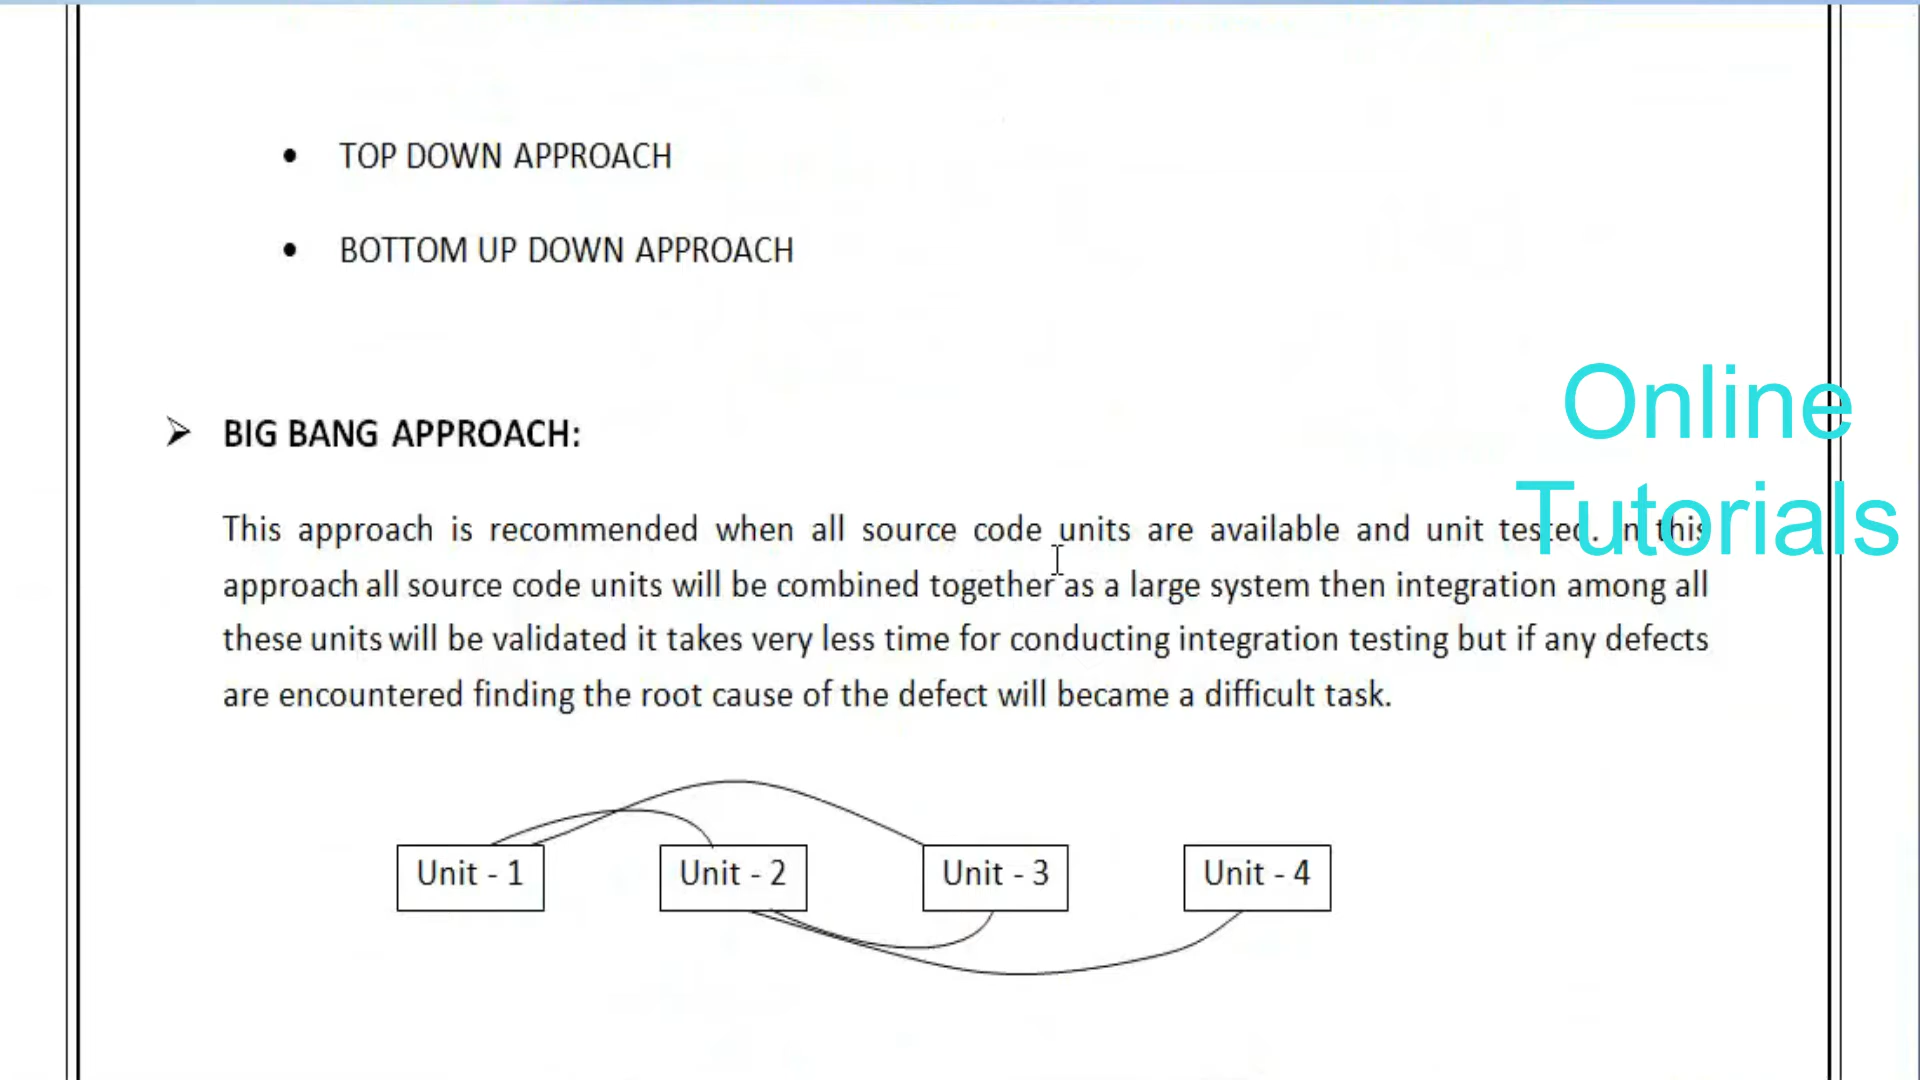 • TOP DOWN APPROACH
• BOTTOM UP DOWN APPROACH
➢ BIG BANG APPROACH:
This approach is recommended when all source code units are available and unit tested. In this
approach all source code units will be combined together as a large system then integration among all
these units will be validated it takes very less time for conducting integration testing but if any defects
are encountered finding the root cause of the defect will became a difficult task.
Unit - 1
Unit - 2
Unit - 3
Unit - 4
Online
Tutorials